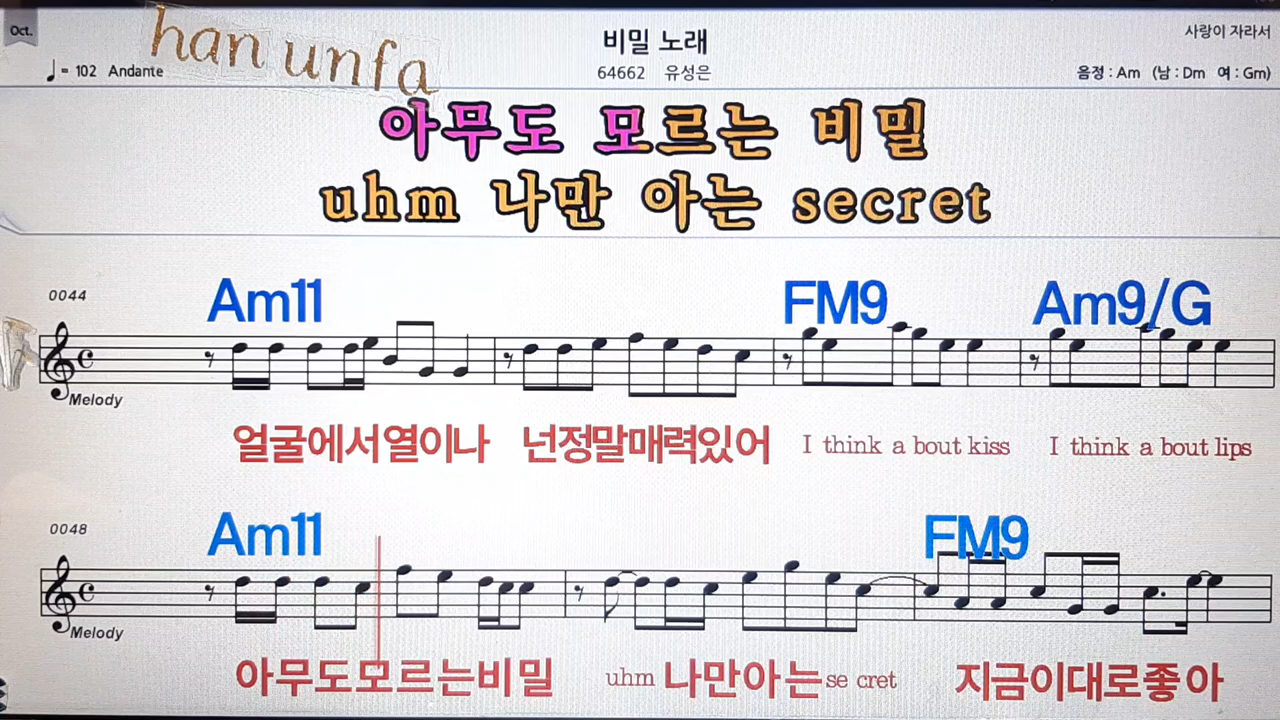 Oct.
han unfa
비밀 노래
사랑이 자라서
♩= 102 Andante
64662 유성은
음정 : Am (남 : Dm 여 : Gm)
아무도 모르는 비밀
uhm 나만 아는 secret
0044
Am11 FM9 Am9/G
Melody
얼굴에서열이나 넌정말매력있어 I think a bout kiss I think a bout lips
0048
Am11 FM9
Melody
아무도모르는비밀 uhm 나만아는se cret 지금이대로좋아